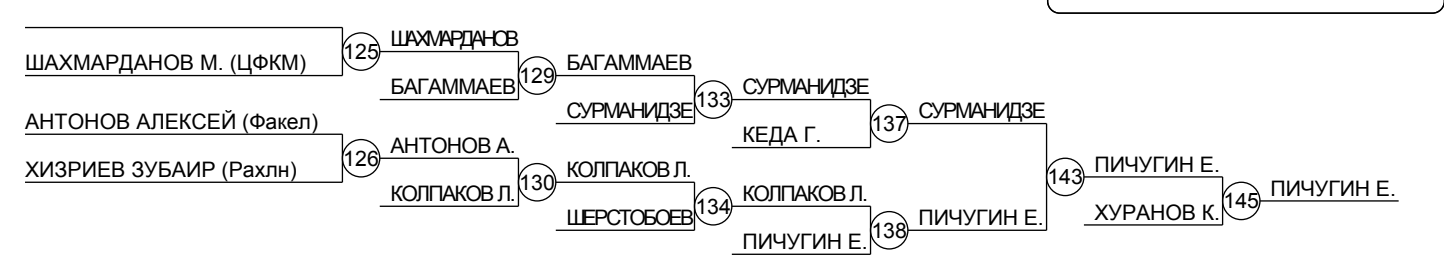 ШАХМАРДАНОВ М. (ЦФКМ)
125
ШАХМАРДАНОВ
БАГАММАЕВ
129
БАГАММАЕВ
СУРМАНИДЗЕ
133
СУРМАНИДЗЕ
КЕДА Г.
137
СУРМАНИДЗЕ
АНТОНОВ АЛЕКСЕЙ (Факел)
ХИЗРИЕВ ЗУБАИР (Рахлн)
126
АНТОНОВ А.
КОЛПАКОВ Л.
130
КОЛПАКОВ Л.
ШЕРСТОБОЕВ
134
КОЛПАКОВ Л.
ПИЧУГИН Е.
138
ПИЧУГИН Е.
143
ПИЧУГИН Е.
ХУРАНОВ К.
145
ПИЧУГИН Е.